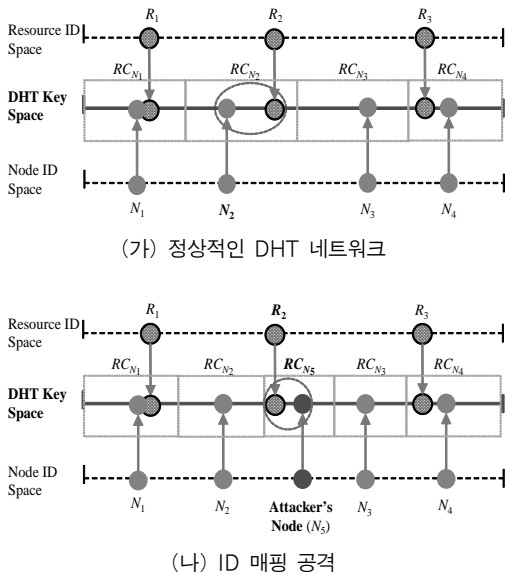 R1 R2 R3
Resource ID
Space
RCN1 RCN2 RCN3 RCN4
DHT Key
Space
Node ID
Space
N1 N2 N3 N4
(가) 정상적인 DHT 네트워크
R1 R2 R3
Resource ID
Space
RCN1 RCN2 RCN5 RCN3 RCN4
DHT Key
Space
Node ID
Space
N1 N2 Attacker's N3 N4
Node (N5)
(나) ID 매핑 공격